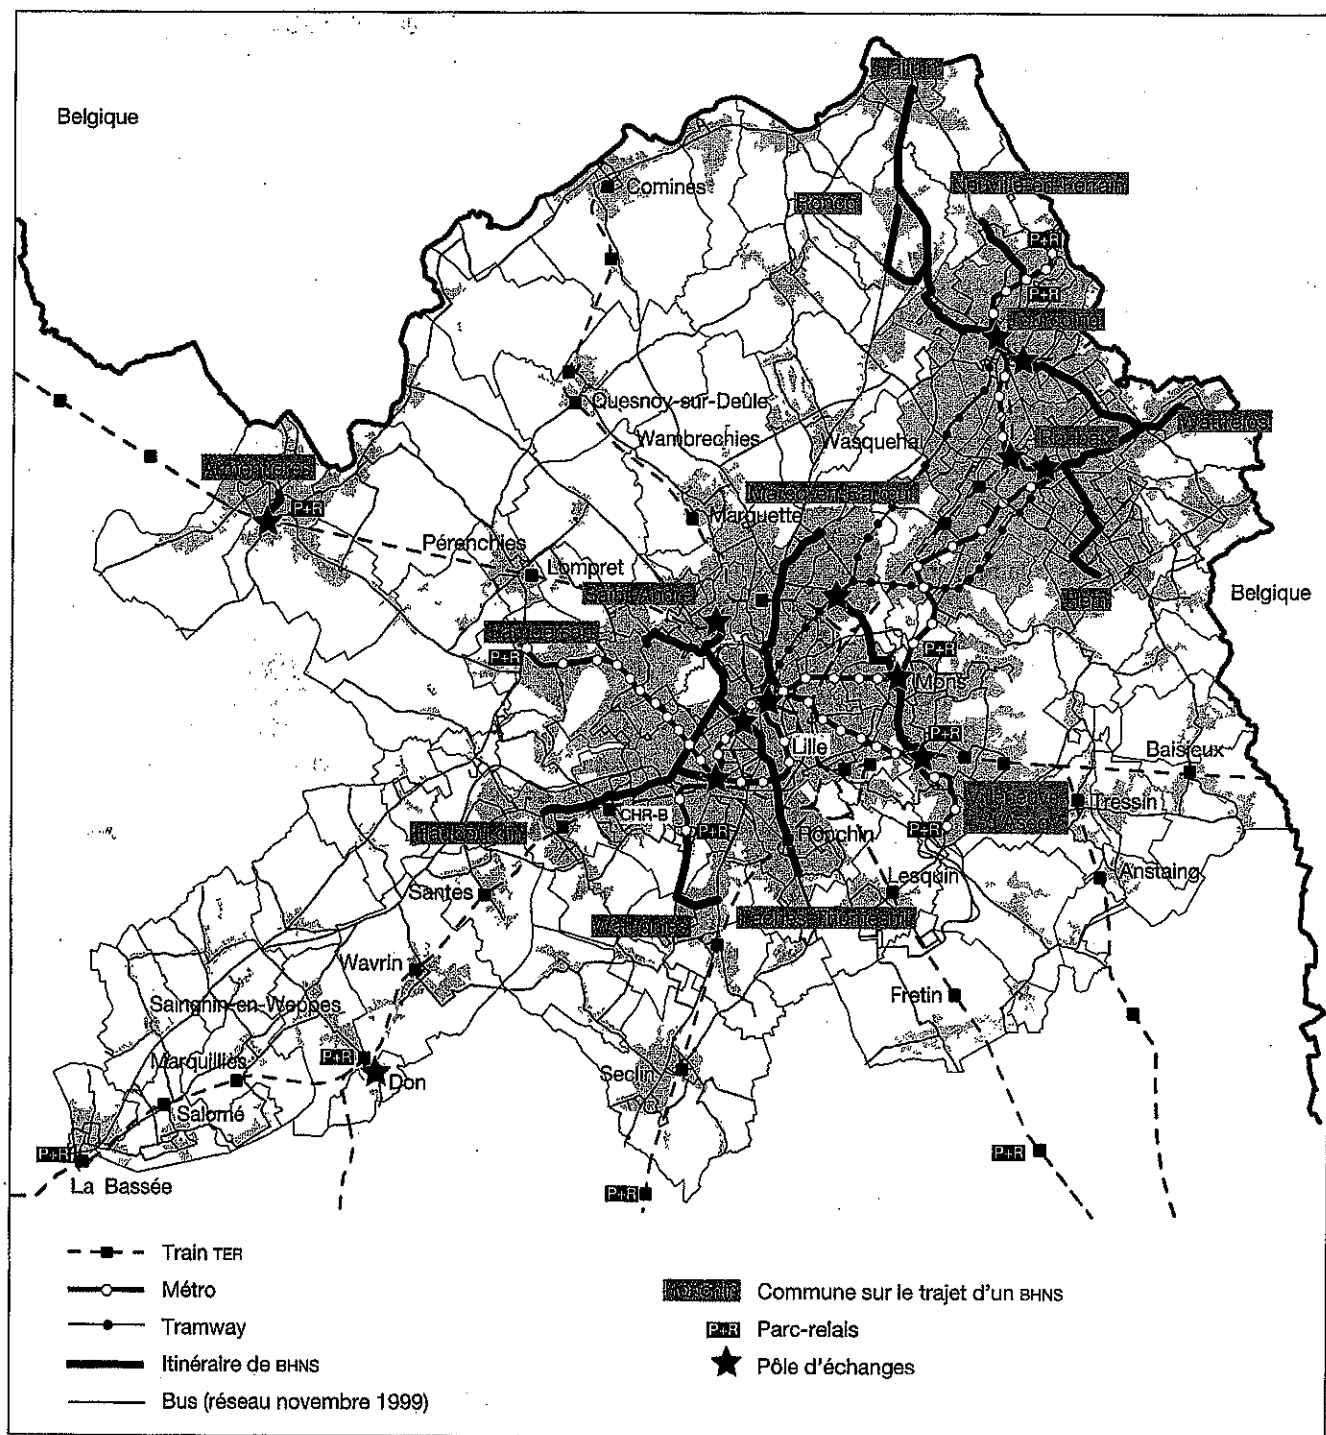 Belgique
Halluin
Comines
Neuville-en-Ferrain
Roncq
P+R
P+R
Tourcoing
Quesnoy-sur-Deûle
Wambrechies
Wasquehal
Roubaix
Wattrelos
Armentières
P+R
Marcq-en-Barœul
Marquette
Pérenchies
Lompret
Saint-André
Hem
Belgique
P+R
P+R
Mons
P+R
Lille
Baisieux
Villeneuve
d'Ascq
Tressin
CHR-B
Haubourdin
P+R
Ronchin
P+R
Santes
Lesquin
Anstaing
Wattignies
Wavrin
Fretin
Sainghin-en-Weppes
Marquillies
P+R
Don
Seclin
Salomé
P+R
La Bassée
P+R
P+R
Train TER
Métro
Tramway
Itinéraire de BHNS
Bus (réseau novembre 1999)
Ronchin
Commune sur le trajet d'un BHNS
P+R
Parc-relais
Pôle d'échanges